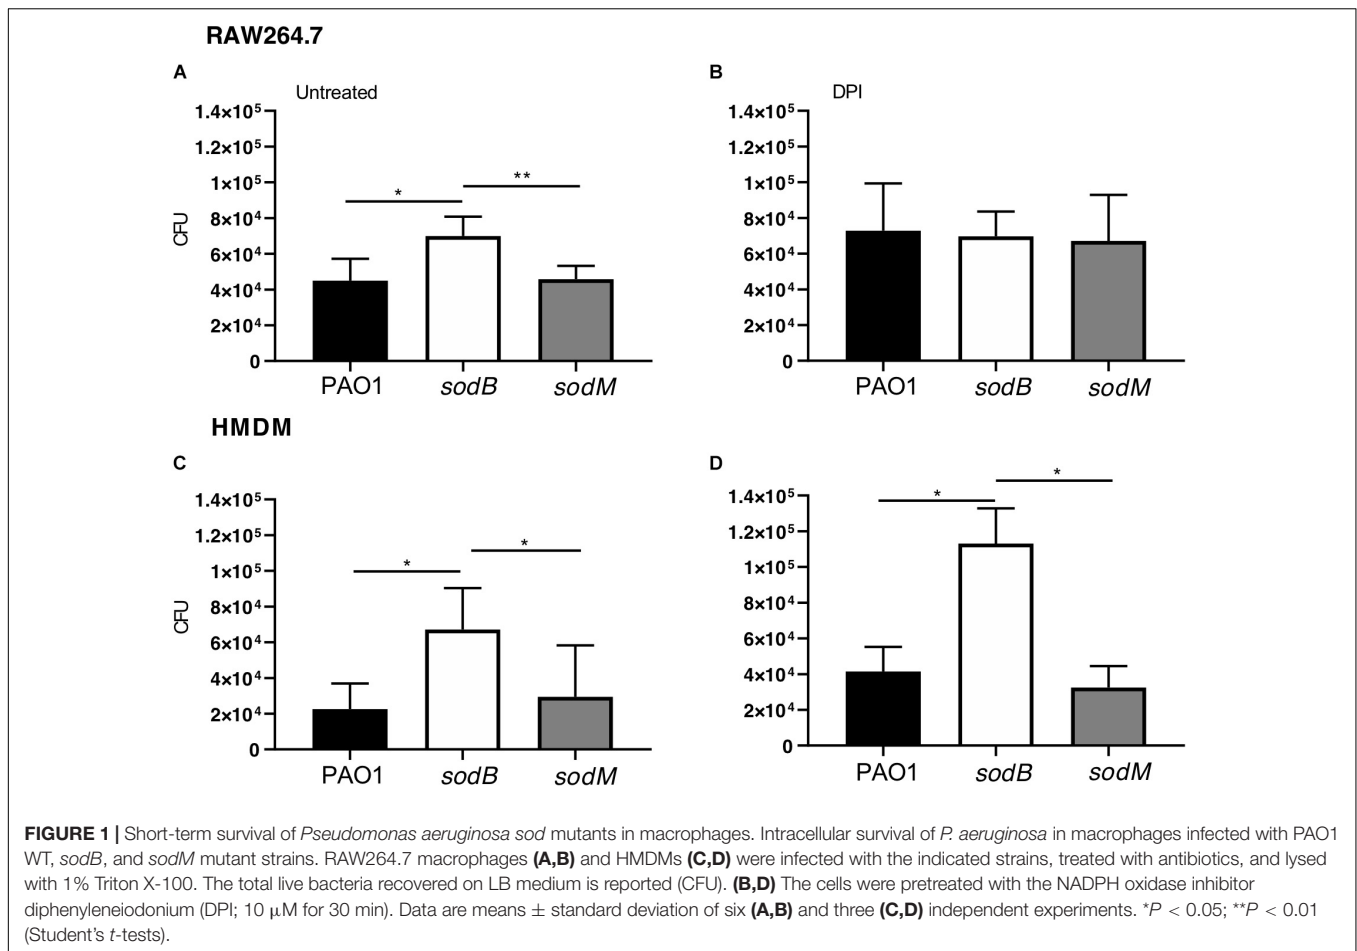 RAW264.7
A
Untreated
1.4×10⁵
1.2×10⁵
1×10⁵
8×10⁴
6×10⁴
4×10⁴
2×10⁴
0
CFU
*
**
PAO1 sodB sodM
B
DPI
1.4×10⁵
1.2×10⁵
1×10⁵
8×10⁴
6×10⁴
4×10⁴
2×10⁴
0
PAO1 sodB sodM
HMDM
C
1.4×10⁵
1.2×10⁵
1×10⁵
8×10⁴
6×10⁴
4×10⁴
2×10⁴
0
CFU
*
*
PAO1 sodB sodM
D
1.4×10⁵
1.2×10⁵
1×10⁵
8×10⁴
6×10⁴
4×10⁴
2×10⁴
0
*
*
PAO1 sodB sodM
FIGURE 1 | Short-term survival of Pseudomonas aeruginosa sod mutants in macrophages. Intracellular survival of P. aeruginosa in macrophages infected with PAO1
WT, sodB, and sodM mutant strains. RAW264.7 macrophages (A,B) and HMDMs (C,D) were infected with the indicated strains, treated with antibiotics, and lysed
with 1% Triton X-100. The total live bacteria recovered on LB medium is reported (CFU). (B,D) The cells were pretreated with the NADPH oxidase inhibitor
diphenyleneiodonium (DPI; 10 μM for 30 min). Data are means ± standard deviation of six (A,B) and three (C,D) independent experiments. *P < 0.05; **P < 0.01
(Student's t-tests).